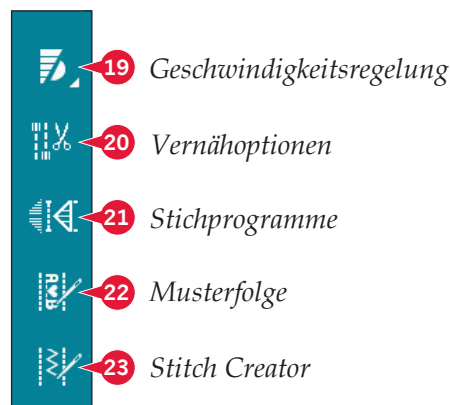 19 Geschwindigkeitsregelung
20 Vernähoptionen
21 Stichprogramme
22 Musterfolge
23 Stitch Creator